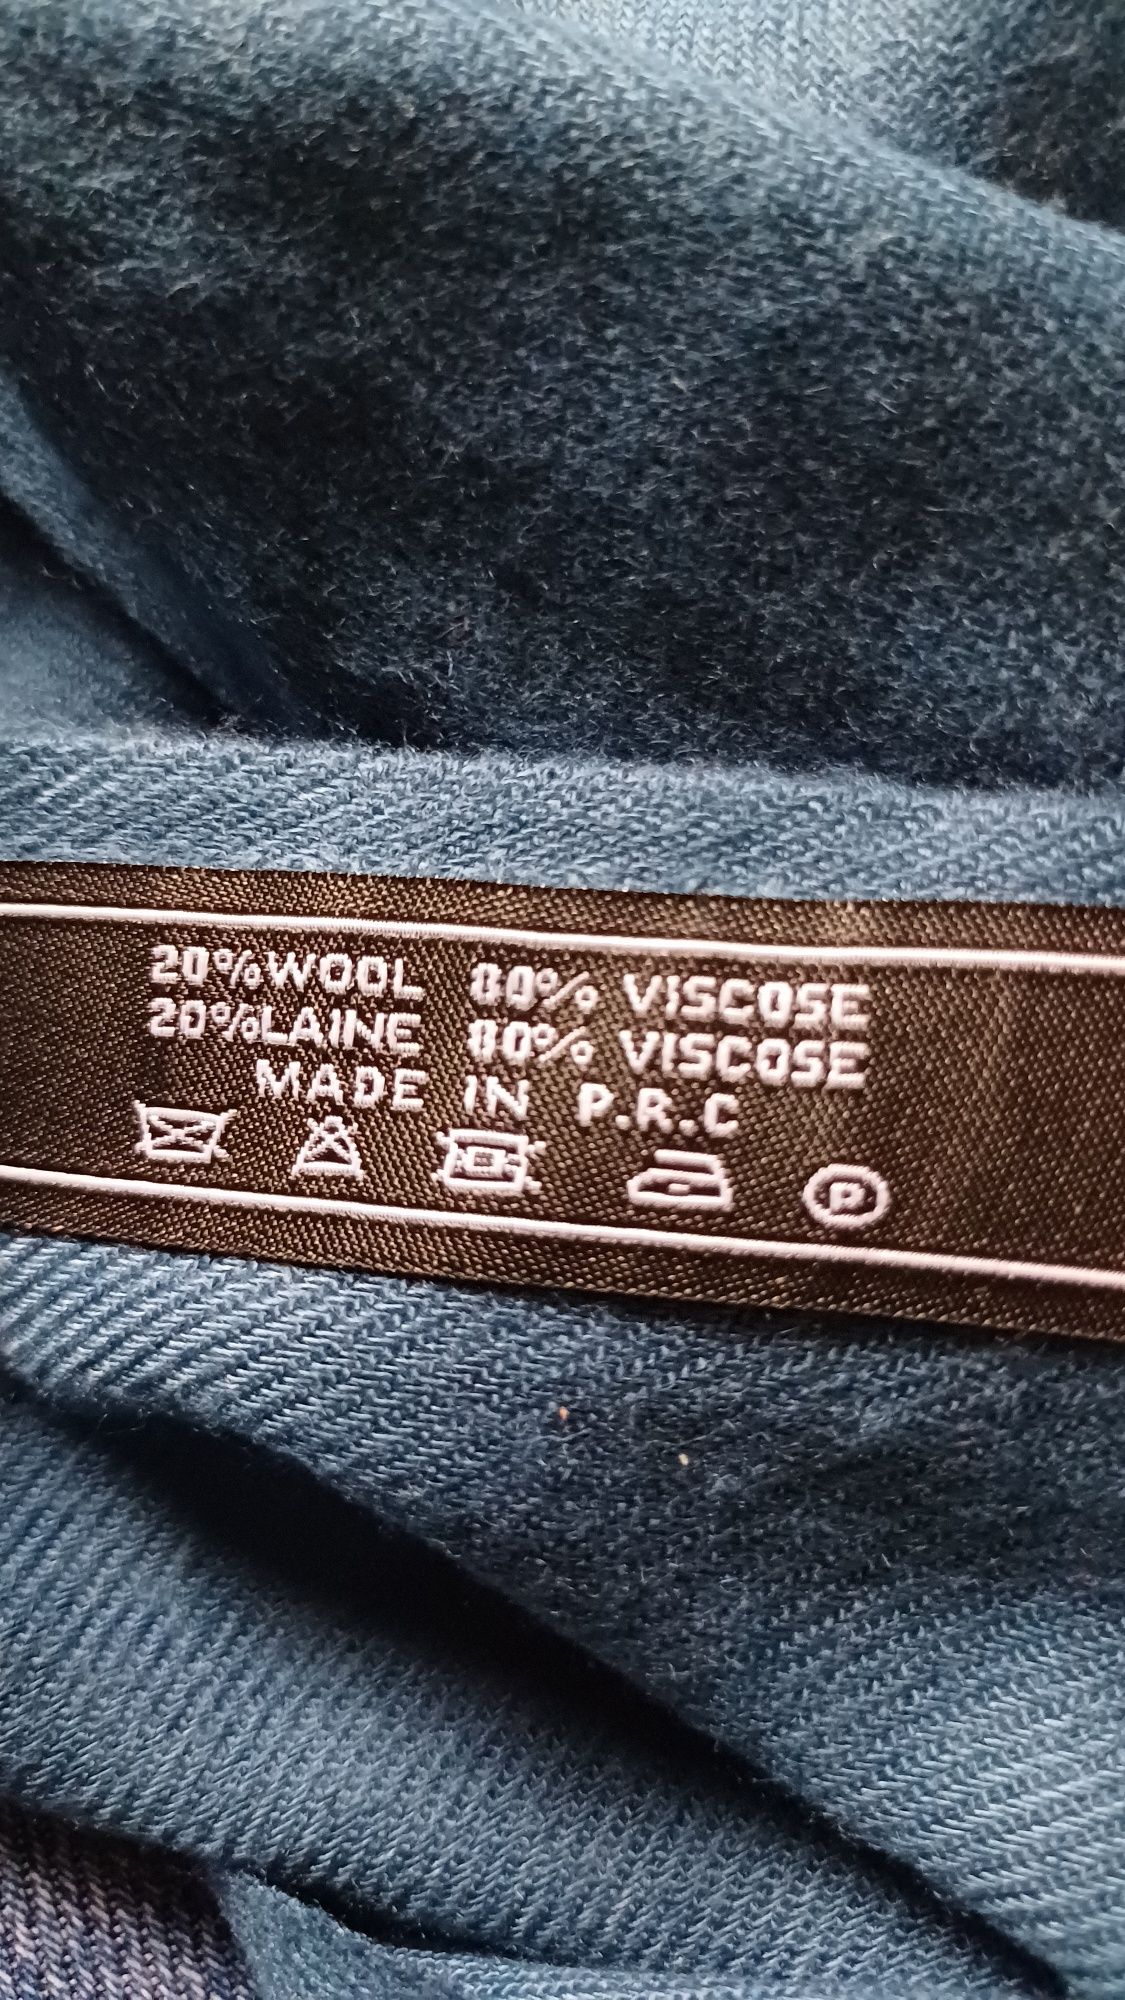 20%WOOL 80% VISCOSE
20%LAINE 80% VISCOSE
MADE IN P.R.C
P